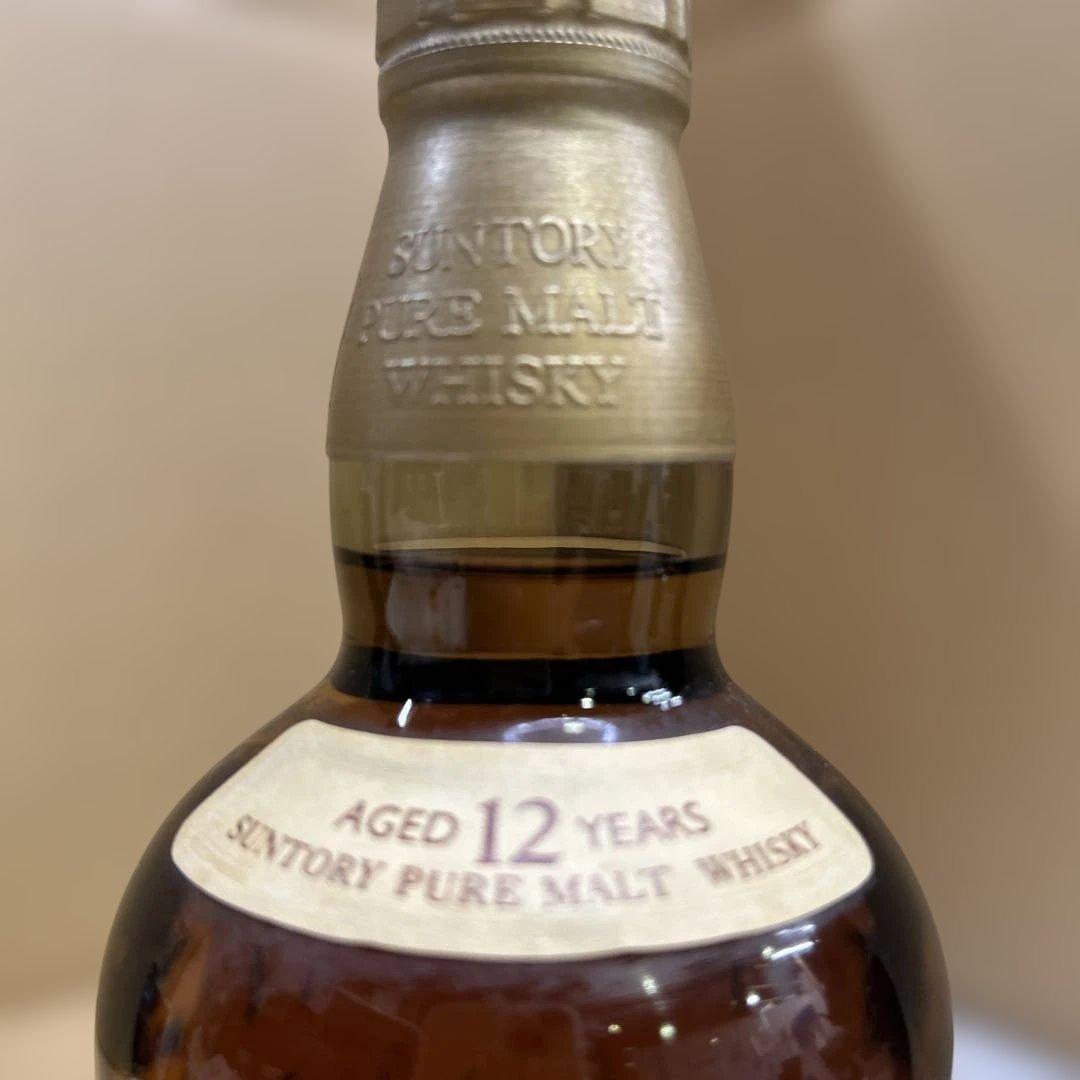 SUNTORY
PURE MALT
WHISKY
AGED 12 YEARS
SUNTORY PURE MALT WHISKY